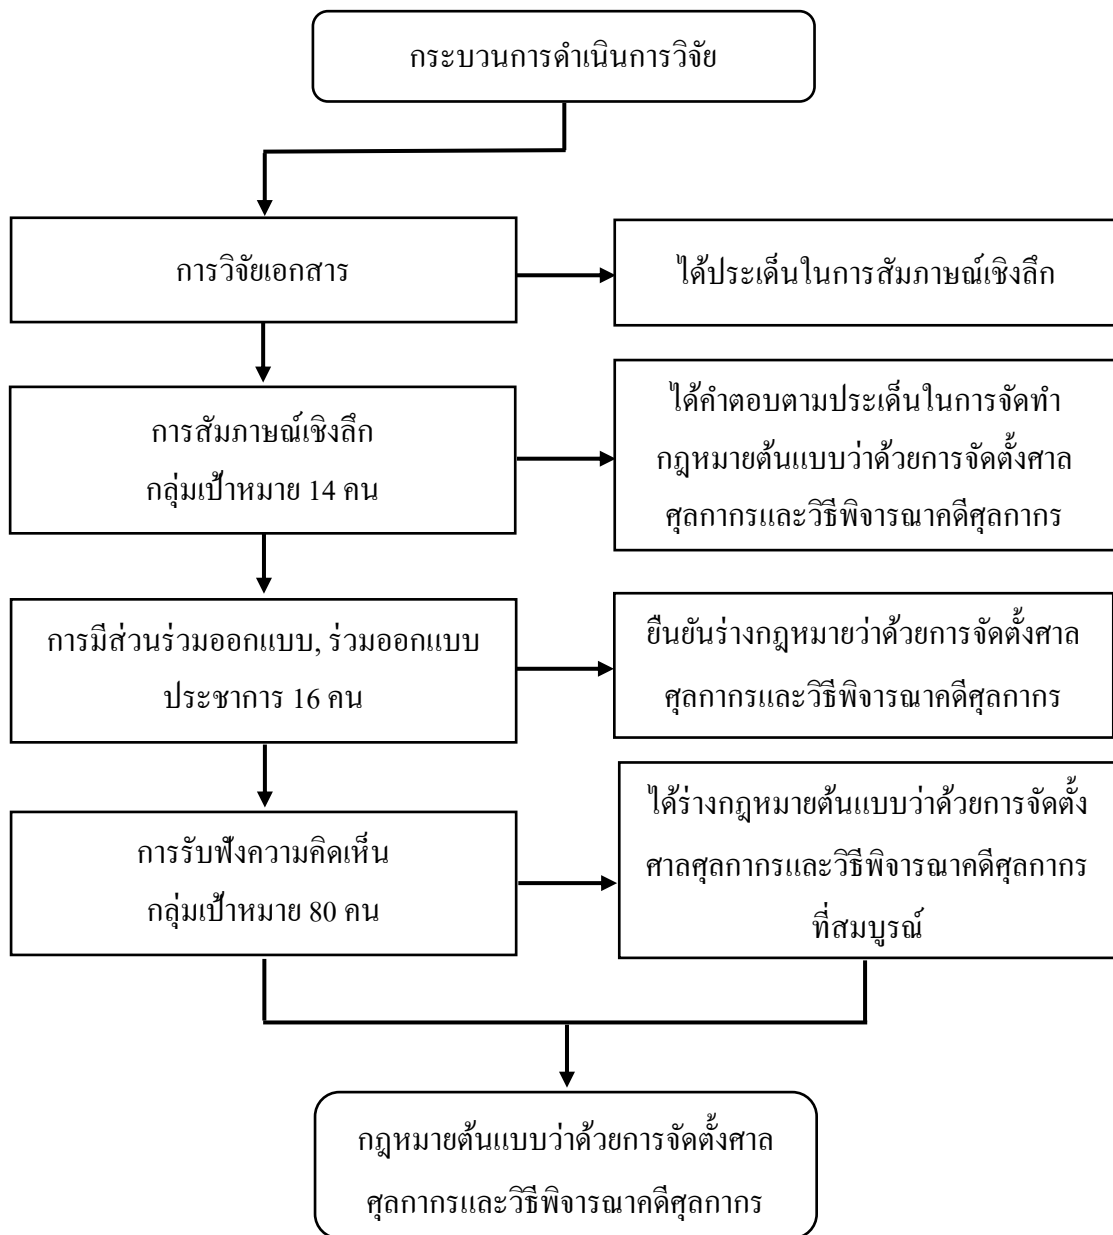 กระบวนการดำเนินการวิจัย
การวิจัยเอกสาร
ได้ประเด็นในการสัมภาษณ์เชิงลึก
การสัมภาษณ์เชิงลึก
กลุ่มเป้าหมาย 14 คน
ได้คำตอบตามประเด็นในการจัดทำ
กฎหมายต้นแบบว่าด้วยการจัดตั้งศาล
ศุลกากรและวิธีพิจารณาคดีศุลกากร
การมีส่วนร่วมออกแบบ, ร่วมออกแบบ
ประชาการ 16 คน
ยืนยันร่างกฎหมายว่าด้วยการจัดตั้งศาล
ศุลกากรและวิธีพิจารณาคดีศุลกากร
การรับฟังความคิดเห็น
กลุ่มเป้าหมาย 80 คน
ได้ร่างกฎหมายต้นแบบว่าด้วยการจัดตั้ง
ศาลศุลกากรและวิธีพิจารณาคดีศุลกากร
ที่สมบูรณ์
กฎหมายต้นแบบว่าด้วยการจัดตั้งศาล
ศุลกากรและวิธีพิจารณาคดีศุลกากร